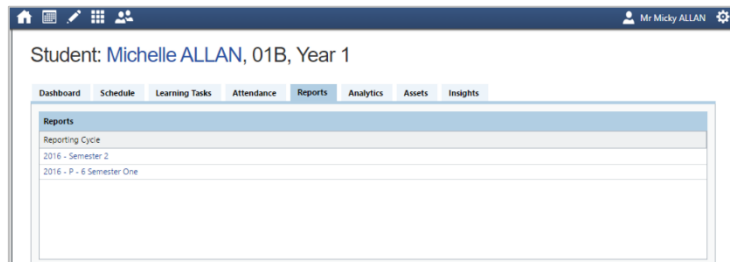 Mr Micky ALLAN
Student: Michelle ALLAN, 01B, Year 1
Dashboard Schedule Learning Tasks Attendance Reports Analytics Assets Insights
Reports
Reporting Cycle
2016 - Semester 2
2016 - P - 6 Semester One